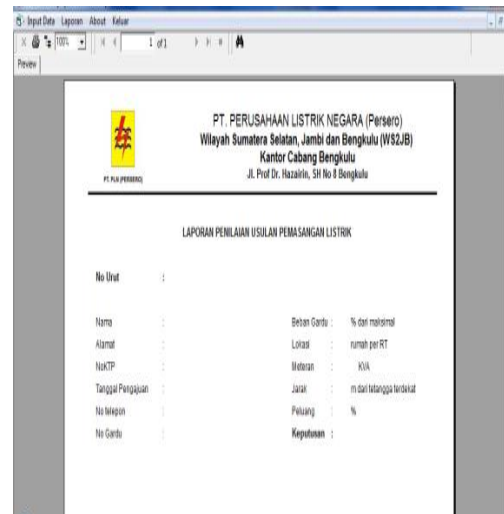 Input Data Laporan About Keluar
100% 1 of 1
Preview
PT. PERUSAHAAN LISTRIK NEGARA (Persero)
Wilayah Sumatera Selatan, Jambi dan Bengkulu (WS2JB)
Kantor Cabang Bengkulu
Jl. Prof Dr. Hazairin, SH No 8 Bengkulu
PT. PLN (PERSERO)
LAPORAN PENILAIAN USULAN PEMASANGAN LISTRIK
No Urut :
Nama : Beban Gardu : % dari maksimal
Alamat : Lokasi : rumah per RT
NoKTP : Meteran : KVA
Tanggal Pengajuan : Jarak : m dari tetangga terdekat
No telepon : Peluang : %
No Gardu : Keputusan :